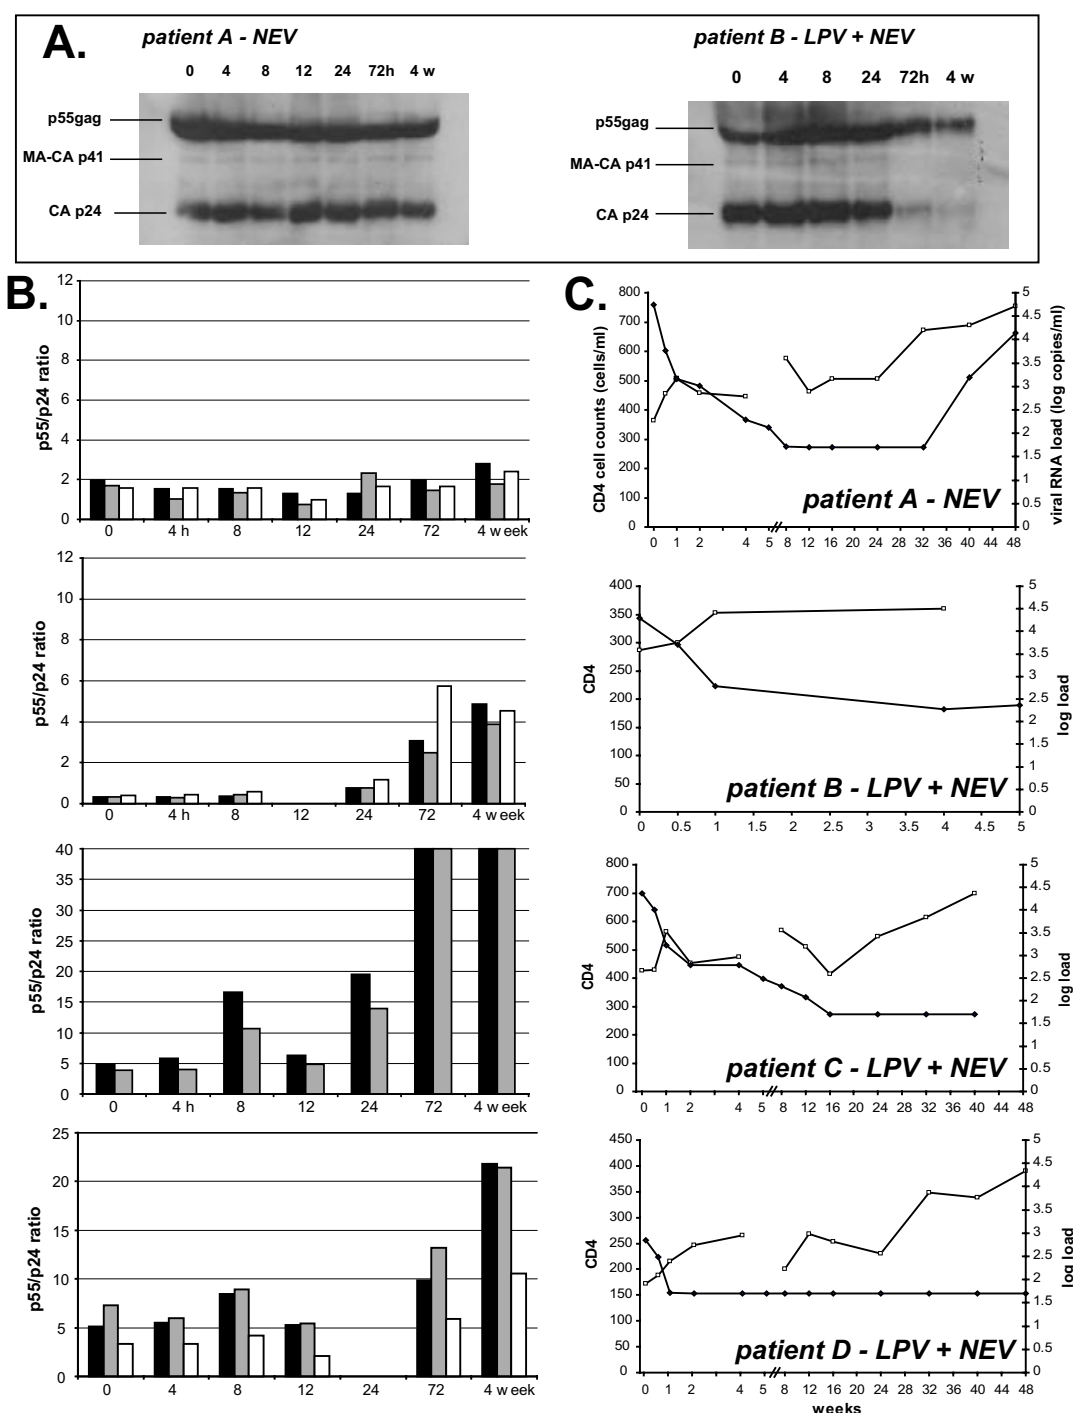 A.
patient A - NEV
patient B - LPV + NEV
0 4 8 12 24 72h 4 w
0 4 8 24 72h 4 w
p55gag
MA-CA p41
CA p24
p55gag
MA-CA p41
CA p24
B.
12
10
8
6
4
2
0
p55/p24 ratio
0 4 h 8 12 24 72 4 week
12
10
8
6
4
2
0
p55/p24 ratio
0 4 h 8 12 24 72 4 week
40
35
30
25
20
15
10
5
0
p55/p24 ratio
0 4 h 8 12 24 72 4 week
25
20
15
10
5
0
p55/p24 ratio
0 4 8 12 24 72 4 week
C.
800
700
600
500
400
300
200
100
0
CD4 cell counts (cells/ml)
5
4.5
4
3.5
3
2.5
2
1.5
1
0.5
0
viral RNA load (log copies/ml)
patient A - NEV
0 1 2 4 5 8 12 16 20 24 28 32 36 40 44 48
400
350
300
250
200
150
100
50
0
CD4
5
4.5
4
3.5
3
2.5
2
1.5
1
0.5
0
log load
patient B - LPV + NEV
0 0.5 1 1.5 2 2.5 3 3.5 4 4.5 5
800
700
600
500
400
300
200
100
0
CD4
5
4.5
4
3.5
3
2.5
2
1.5
1
0.5
0
log load
patient C - LPV + NEV
0 1 2 4 5 8 12 16 20 24 28 32 36 40 44 48
450
400
350
300
250
200
150
100
50
0
CD4
5
4.5
4
3.5
3
2.5
2
1.5
1
0.5
0
log load
patient D - LPV + NEV
0 1 2 4 5 8 12 16 20 24 28 32 36 40 44 48
weeks